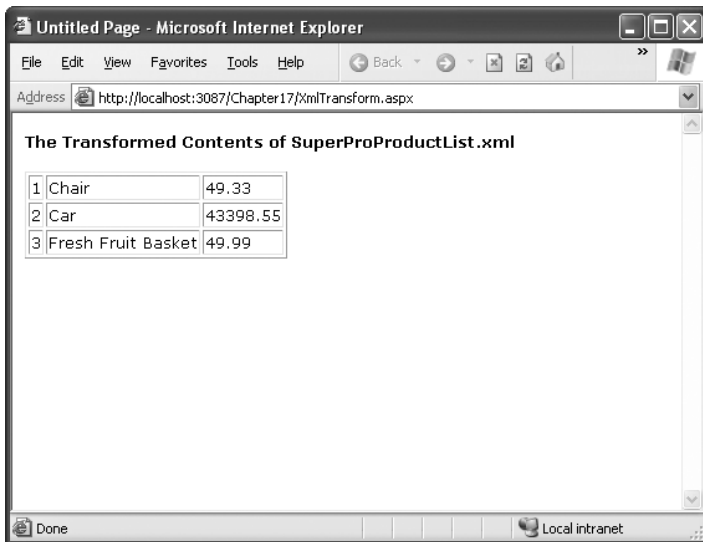 Untitled Page - Microsoft Internet Explorer
File Edit View Favorites Tools Help Back »
Address http://localhost:3087/Chapter17/XmlTransform.aspx
The Transformed Contents of SuperProProductList.xml
1 Chair 49.33
2 Car 43398.55
3 Fresh Fruit Basket 49.99
Done Local intranet